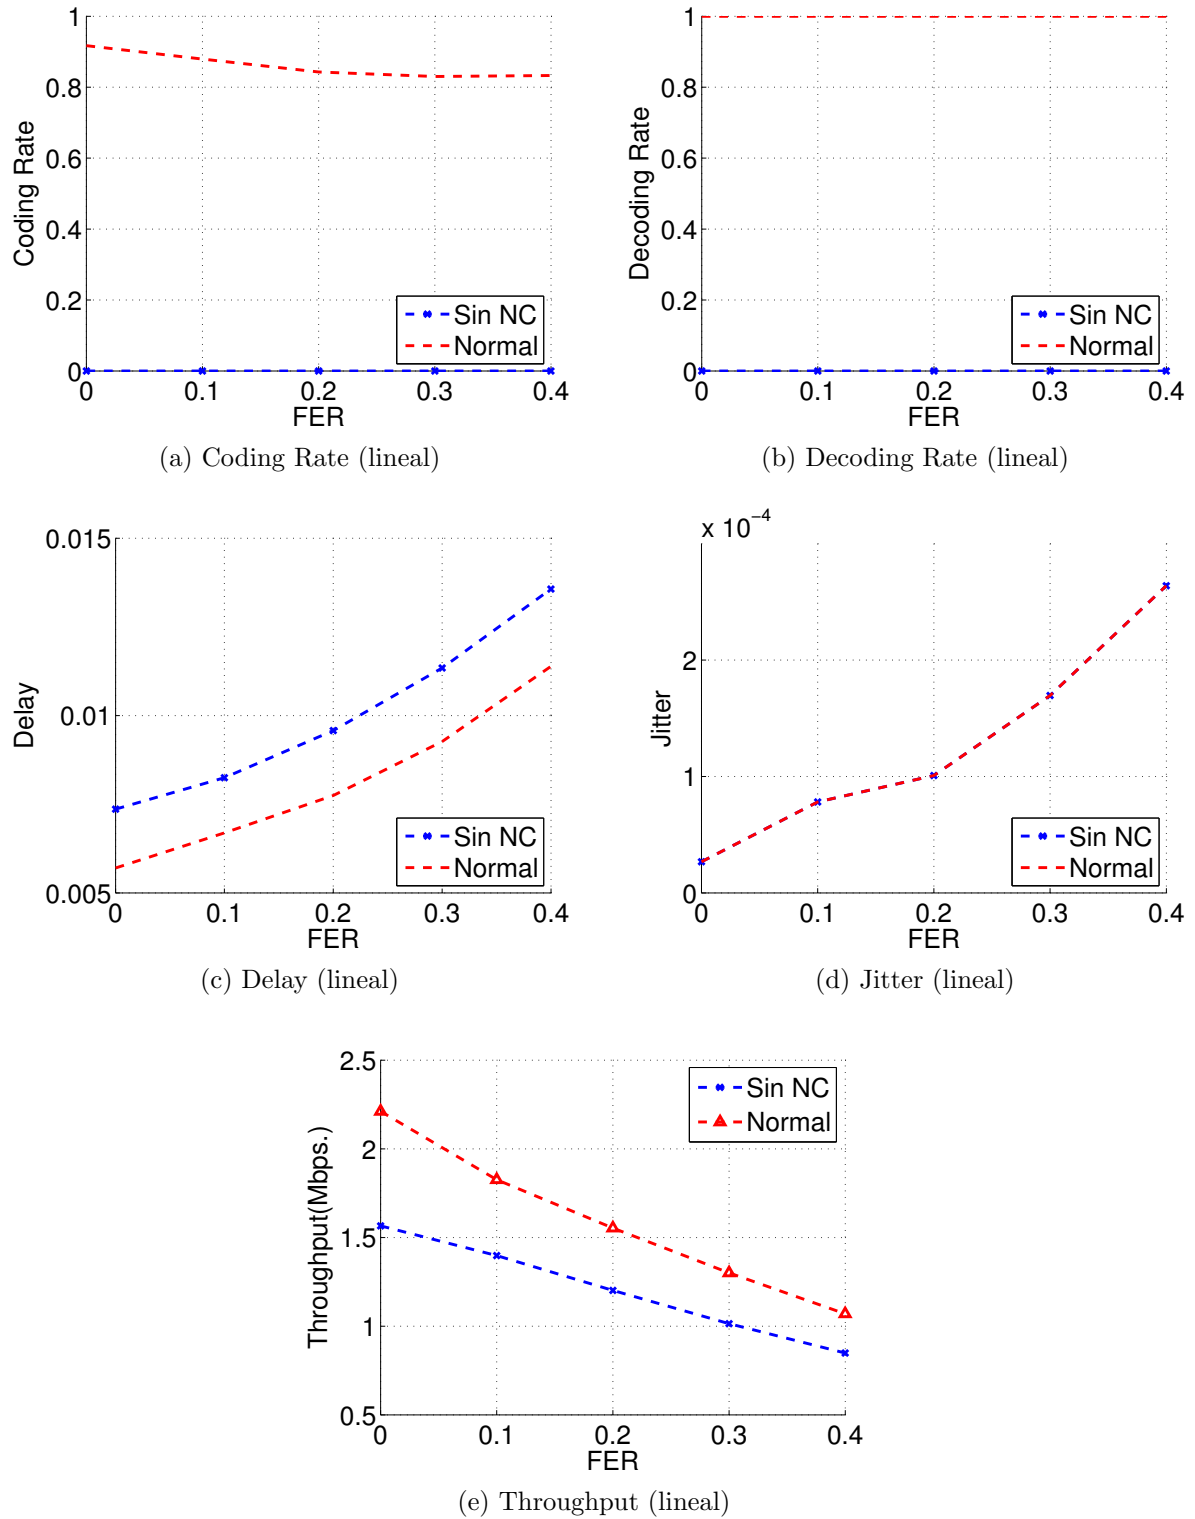 1
0.8
0.6
0.4
0.2
0
Coding Rate
Sin NC
Normal
0 0.1 0.2 0.3 0.4
FER
(a) Coding Rate (lineal)
1
0.8
0.6
0.4
0.2
0
Decoding Rate
Sin NC
Normal
0 0.1 0.2 0.3 0.4
FER
(b) Decoding Rate (lineal)
0.015
0.01
0.005
Delay
Sin NC
Normal
0 0.1 0.2 0.3 0.4
FER
(c) Delay (lineal)
x 10⁻⁴
2
1
0
Jitter
Sin NC
Normal
0 0.1 0.2 0.3 0.4
FER
(d) Jitter (lineal)
2.5
2
1.5
1
0.5
Throughput(Mbps.)
Sin NC
Normal
0 0.1 0.2 0.3 0.4
FER
(e) Throughput (lineal)